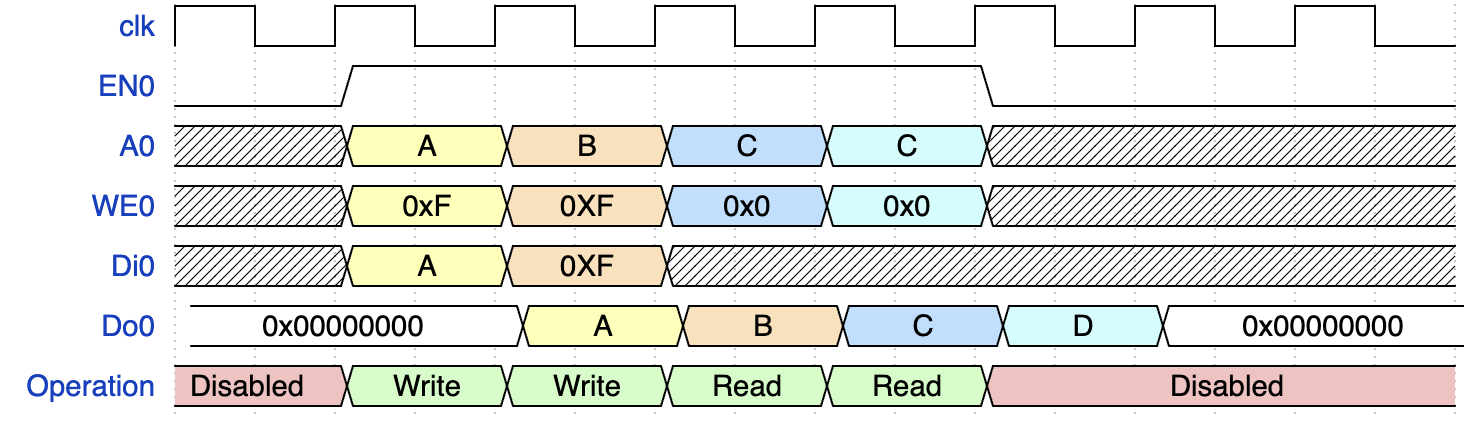 clk
EN0
A0 A B C C
WE0 0xF 0XF 0x0 0x0
Di0 A 0XF
Do0 0x00000000 A B C D 0x00000000
Operation Disabled Write Write Read Read Disabled